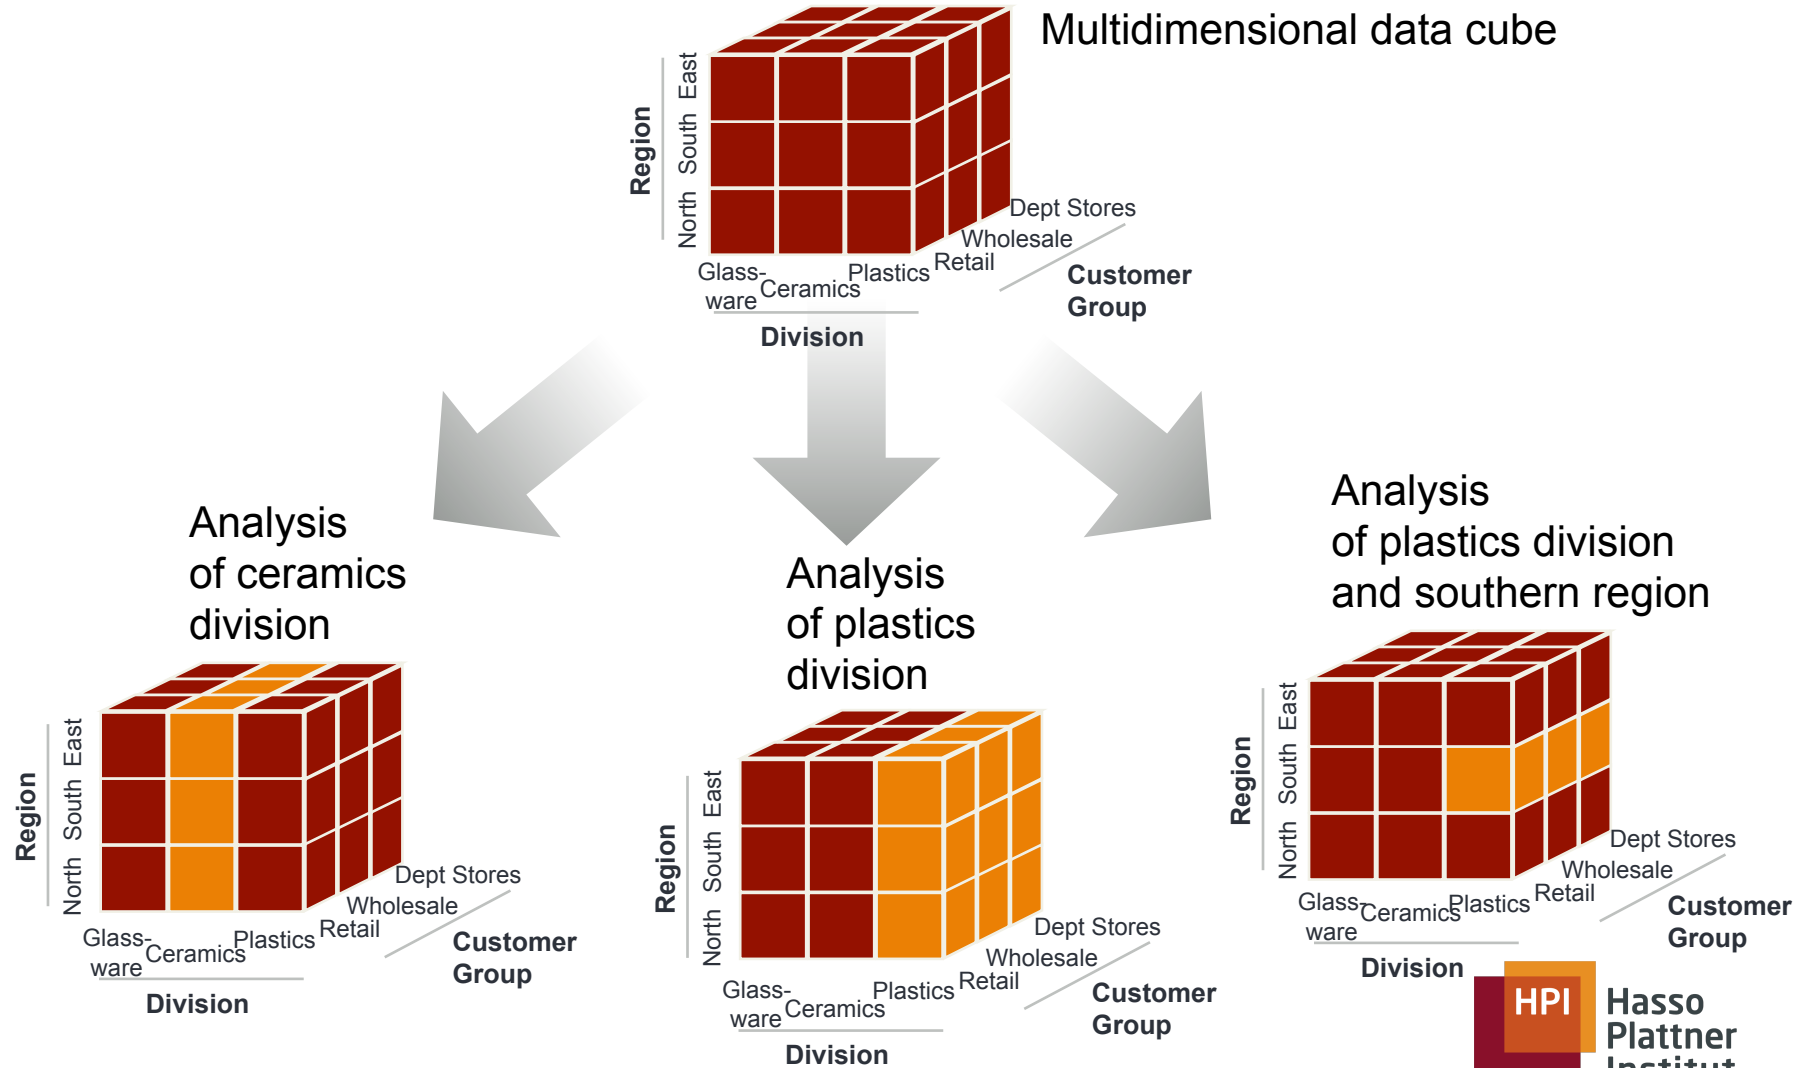 Multidimensional data cube
Region
East
South
North
Dept Stores
Wholesale
Retail
Glass-
ware
Ceramics
Plastics
Customer
Group
Division
Analysis
of ceramics
division
Region
East
South
North
Dept Stores
Wholesale
Retail
Glass-
ware
Ceramics
Plastics
Customer
Group
Division
Analysis
of plastics
division
Region
East
South
North
Dept Stores
Wholesale
Retail
Glass-
ware
Ceramics
Plastics
Customer
Group
Division
Analysis
of plastics division
and southern region
Region
East
South
North
Dept Stores
Wholesale
Retail
Glass-
ware
Ceramics
Plastics
Customer
Group
Division
HPI
Hasso
Plattner
Institut